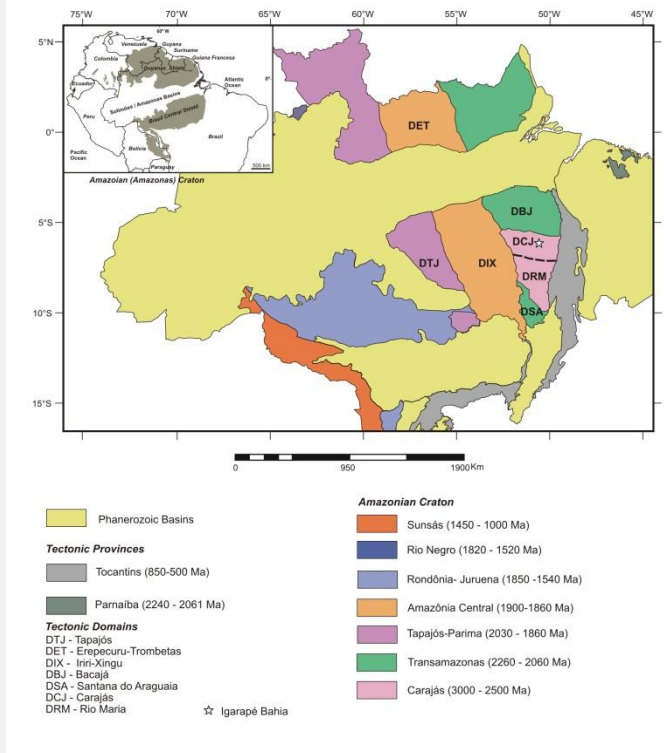 75°W 70°W 65°W 60°W 55°W 50°W 45°W
5°N
0°
5°S
10°S
15°S
60° W
Venezuela
Guyana
Suriname
Guiana Francesa
Colombia
Guyanas Shield
Atlantic
Ocean
0°
Ecuador
Solimões / Amazonas Basins
Brasil Central Shield
Peru
Brasil
Pacific
Ocean
Bolivia
Paraguay
300 km
Amazoian (Amazonas) Craton
DET
DBJ
DCJ
DTJ
DIX
DRM
DSA
0 950 1900Km
Phanerozoic Basins
Tectonic Provinces
Tocantins (850-500 Ma)
Parnaíba (2240 - 2061 Ma)
Tectonic Domains
DTJ - Tapajós
DET - Erepecuru-Trombetas
DIX - Iriri-Xingu
DBJ - Bacajá
DSA - Santana do Araguaia
DCJ - Carajás
DRM - Rio Maria
Igarapé Bahia
Amazonian Craton
Sunsás (1450 - 1000 Ma)
Rio Negro (1820 - 1520 Ma)
Rondônia- Juruena (1850 -1540 Ma)
Amazônia Central (1900-1860 Ma)
Tapajós-Parima (2030 - 1860 Ma)
Transamazonas (2260 - 2060 Ma)
Carajás (3000 - 2500 Ma)